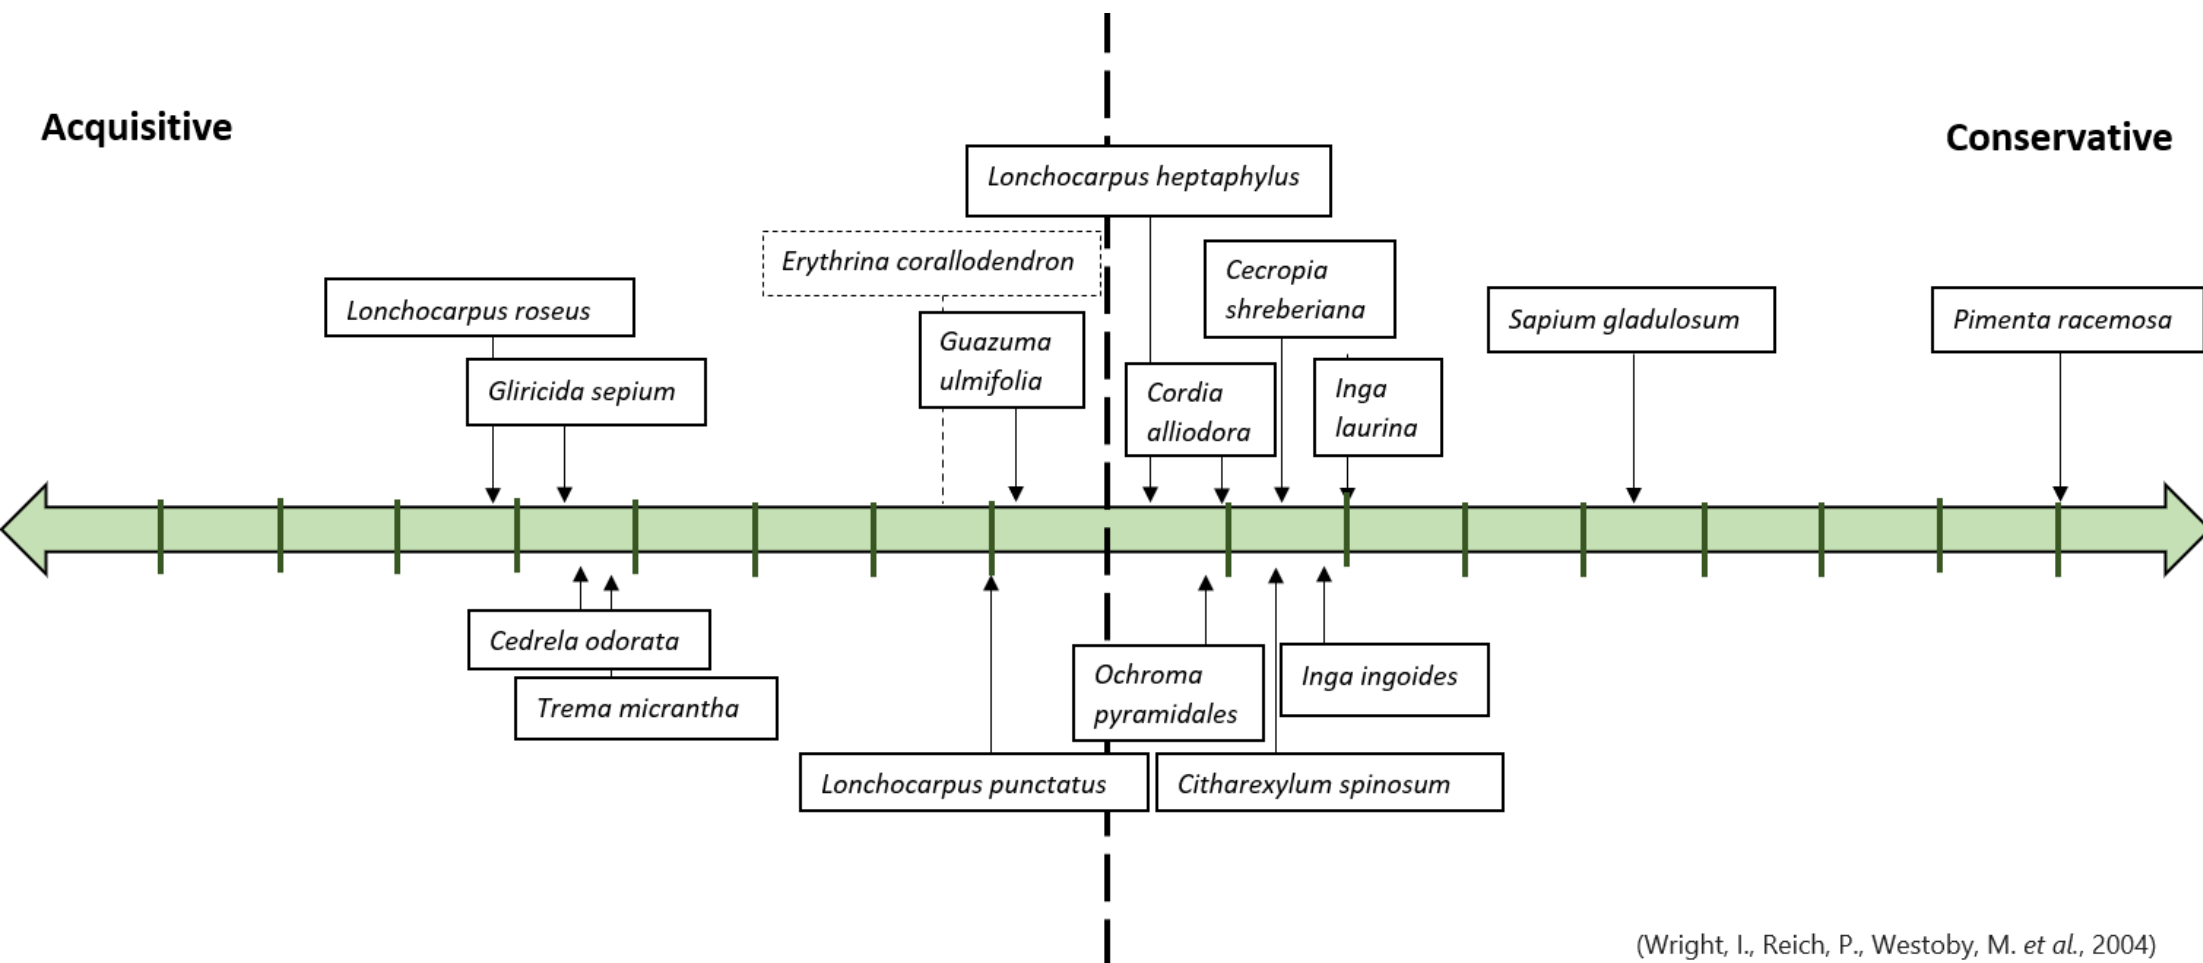 Acquisitive
Conservative
Lonchocarpus heptaphylus
Erythrina corallodendron
Cecropia
shreberiana
Lonchocarpus roseus
Sapium gladulosum
Pimenta racemosa
Guazuma
ulmifolia
Gliricida sepium
Cordia
alliodora
Inga
laurina
Cedrela odorata
Trema micrantha
Ochroma
pyramidales
Inga ingoides
Lonchocarpus punctatus
Citharexylum spinosum
(Wright, I., Reich, P., Westoby, M. et al., 2004)